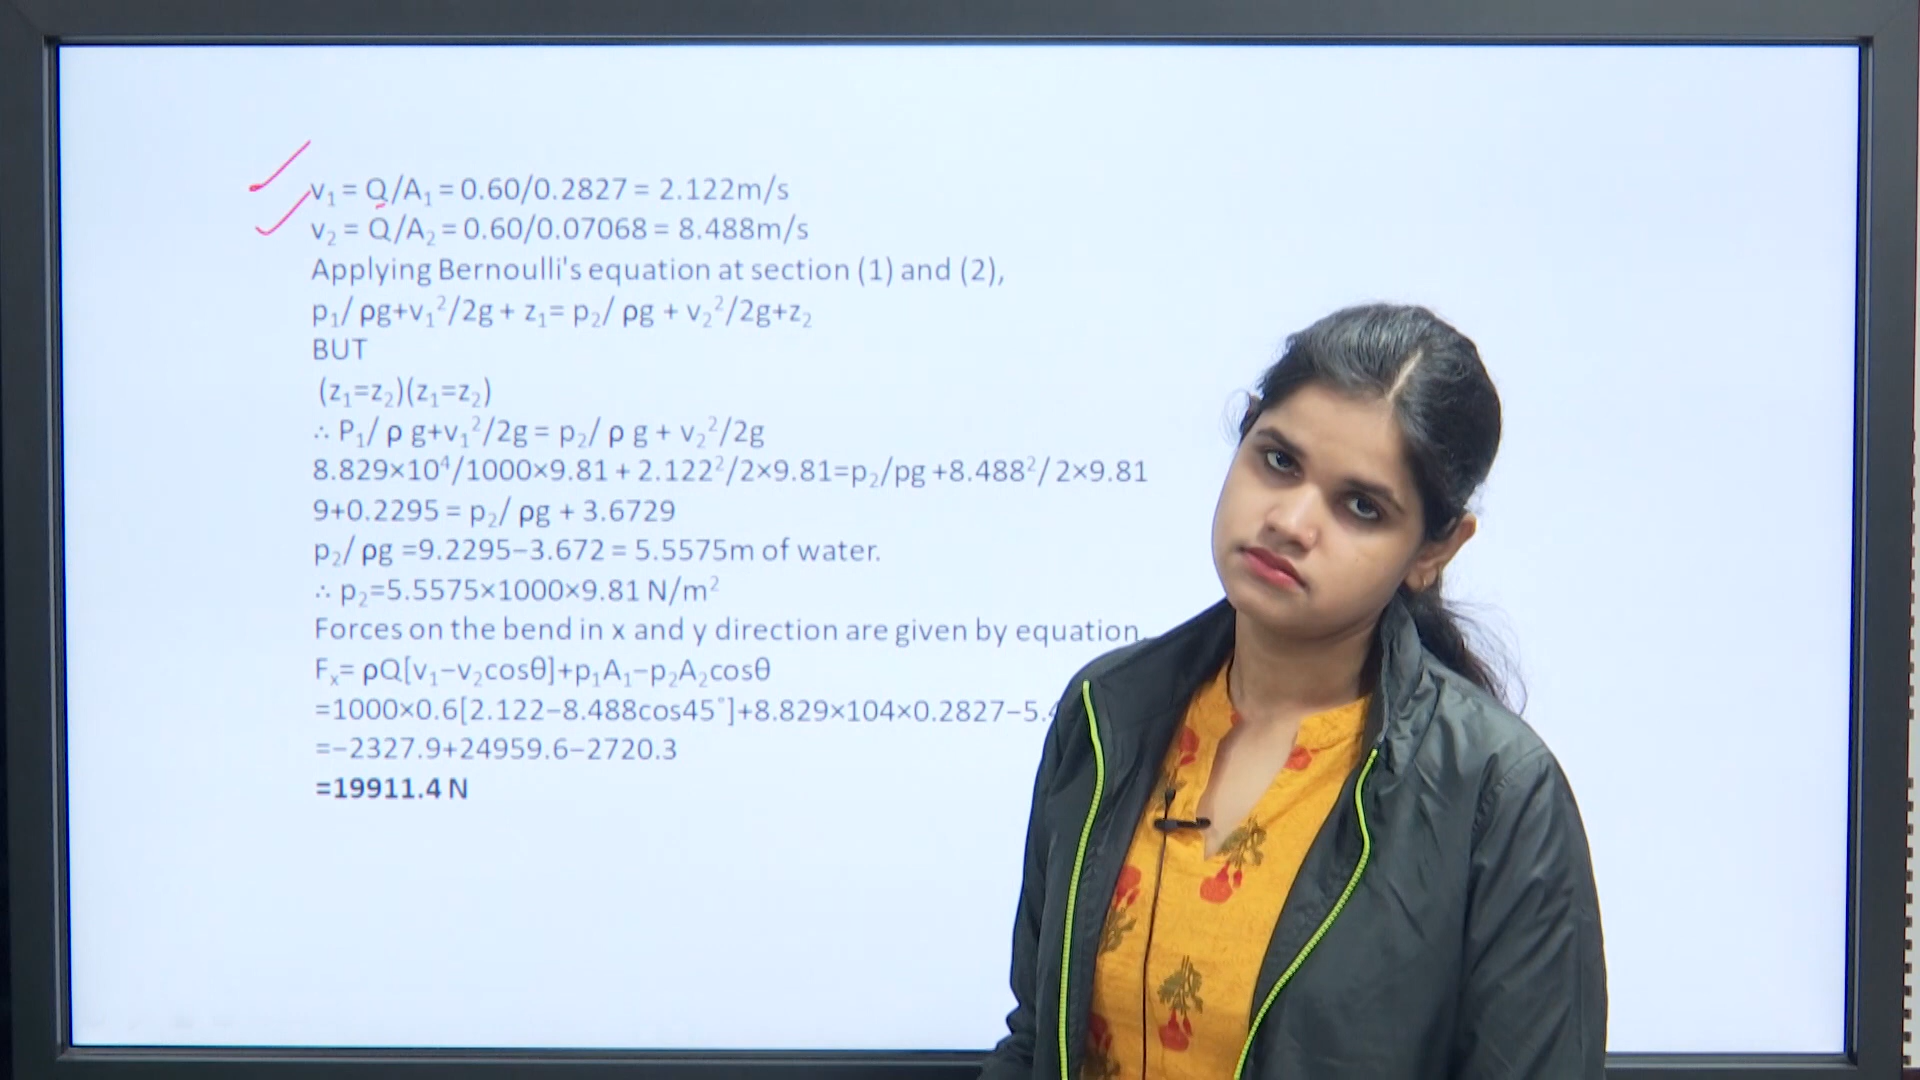 v₁ = Q/A₁ = 0.60/0.2827 = 2.122m/s
v₂ = Q/A₂ = 0.60/0.07068 = 8.488m/s
Applying Bernoulli's equation at section (1) and (2),
p₁/ ρg+v₁²/2g + z₁= p₂/ ρg + v₂²/2g+z₂
BUT
(z₁=z₂)(z₁=z₂)
∴ P₁/ ρ g+v₁²/2g = p₂/ ρ g + v₂²/2g
8.829×10⁴/1000×9.81 + 2.122²/2×9.81=p₂/pg +8.488²/ 2×9.81
9+0.2295 = p₂/ ρg + 3.6729
p₂/ ρg =9.2295−3.672 = 5.5575m of water.
∴ p₂=5.5575×1000×9.81 N/m²
Forces on the bend in x and y direction are given by equation
Fₓ= ρQ[v₁−v₂cosθ]+p₁A₁−p₂A₂cosθ
=1000×0.6[2.122−8.488cos45°]+8.829×104×0.2827−5.4
=−2327.9+24959.6−2720.3
=19911.4 N